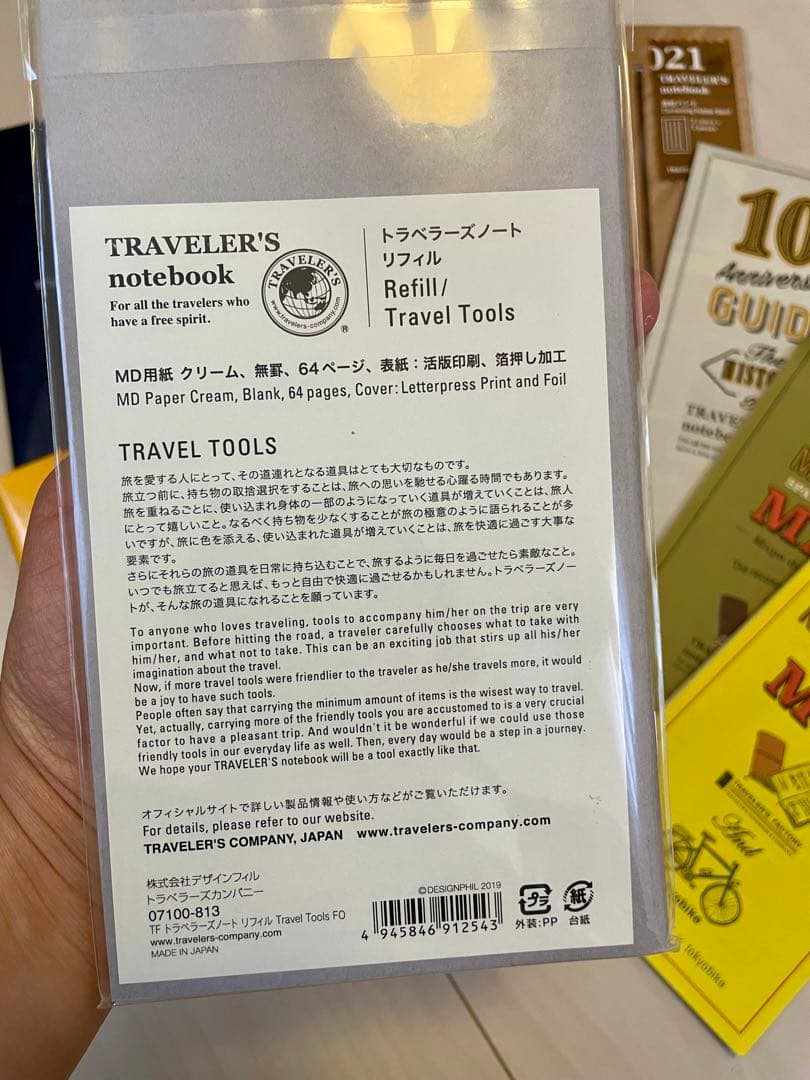 TRAVELER'S
notebook
For all the travelers who
have a free spirit.
TRAVELER'S
www.travelers-company.com
®
トラベラーズノート
リフィル
Refill/
Travel Tools
MD用紙 クリーム、無罫、64ページ、表紙：活版印刷、箔押し加工
MD Paper Cream, Blank, 64 pages, Cover: Letterpress Print and Foil
TRAVEL TOOLS
旅を愛する人にとって、その道連れとなる道具はとても大切なものです。
旅立つ前に、持ち物の取捨選択をすることは、旅への思いを馳せる心躍る時間でもあります。
旅を重ねるごとに、使い込まれ身体の一部のようになっていく道具が増えていくことは、旅人
にとって嬉しいこと。なるべく持ち物を少なくすることが旅の極意のように語られることが多
いですが、旅に色を添える、使い込まれた道具が増えていくことは、旅を快適に過ごす大事な
要素です。
さらにそれらの旅の道具を日常に持ち込むことで、旅するように毎日を過ごせたら素敵なこと。
いつでも旅立てると思えば、もっと自由で快適に過ごせるかもしれません。トラベラーズノー
トが、そんな旅の道具になれることを願っています。
To anyone who loves traveling, tools to accompany him/her on the trip are very
important. Before hitting the road, a traveler carefully chooses what to take with
him/her, and what not to take. This can be an exciting job that stirs up all his/her
imagination about the travel.
Now, if more travel tools were friendlier to the traveler as he/she travels more, it would
be a joy to have such tools.
People often say that carrying the minimum amount of items is the wisest way to travel.
Yet, actually, carrying more of the friendly tools you are accustomed to is a very crucial
factor to have a pleasant trip. And wouldn't it be wonderful if we could use those
friendly tools in our everyday life as well. Then, every day would be a step in a journey.
We hope your TRAVELER'S notebook will be a tool exactly like that.
オフィシャルサイトで詳しい製品情報や使い方などがご覧いただけます。
For details, please refer to our website.
TRAVELER'S COMPANY, JAPAN www.travelers-company.com
株式会社デザインフィル
トラベラーズカンパニー
07100-813
TF トラベラーズノート リフィル Travel Tools FO
www.travelers-company.com
MADE IN JAPAN
©DESIGNPHIL 2019
4 945846 912543
プラ
外装:PP
紙
台紙
021
TRAVELER'S
notebook
10
Anniversa
GUID
The
HISTO
TRAVE
noteb
M
M
TRAVELER'S FACTORY
And
tokyobike